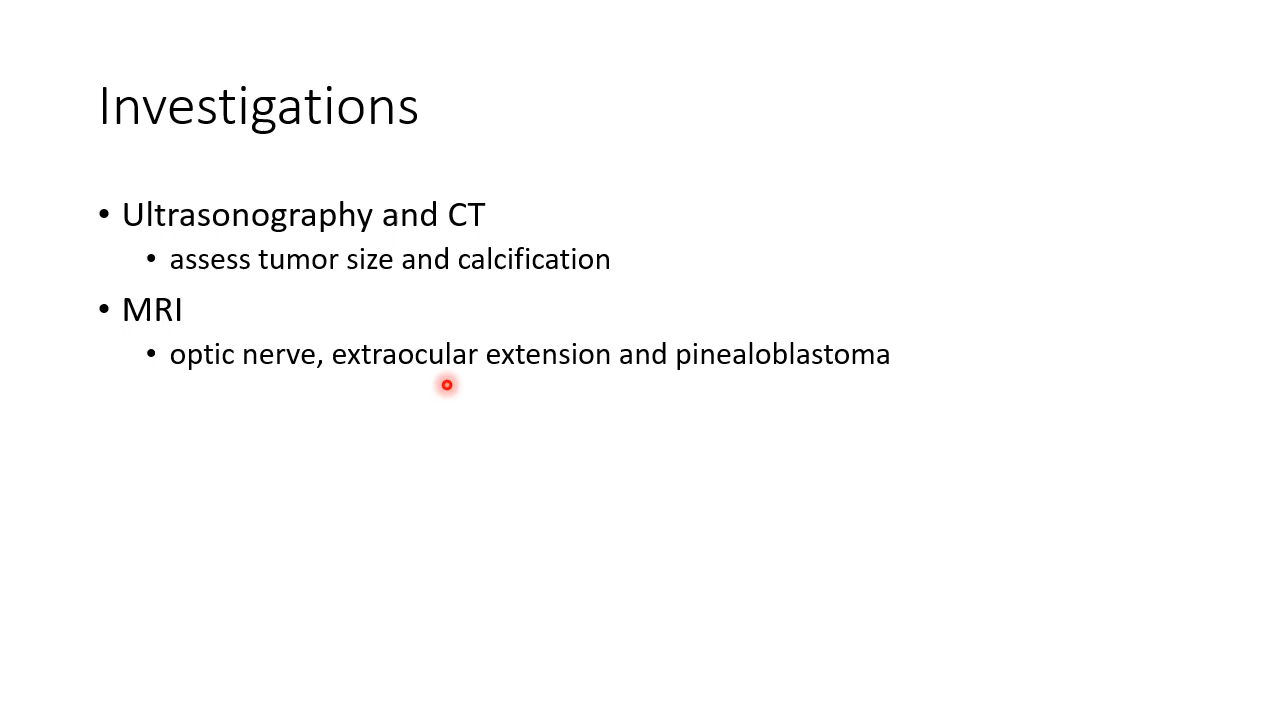 Investigations
• Ultrasonography and CT
• assess tumor size and calcification
• MRI
• optic nerve, extraocular extension and pinealoblastoma